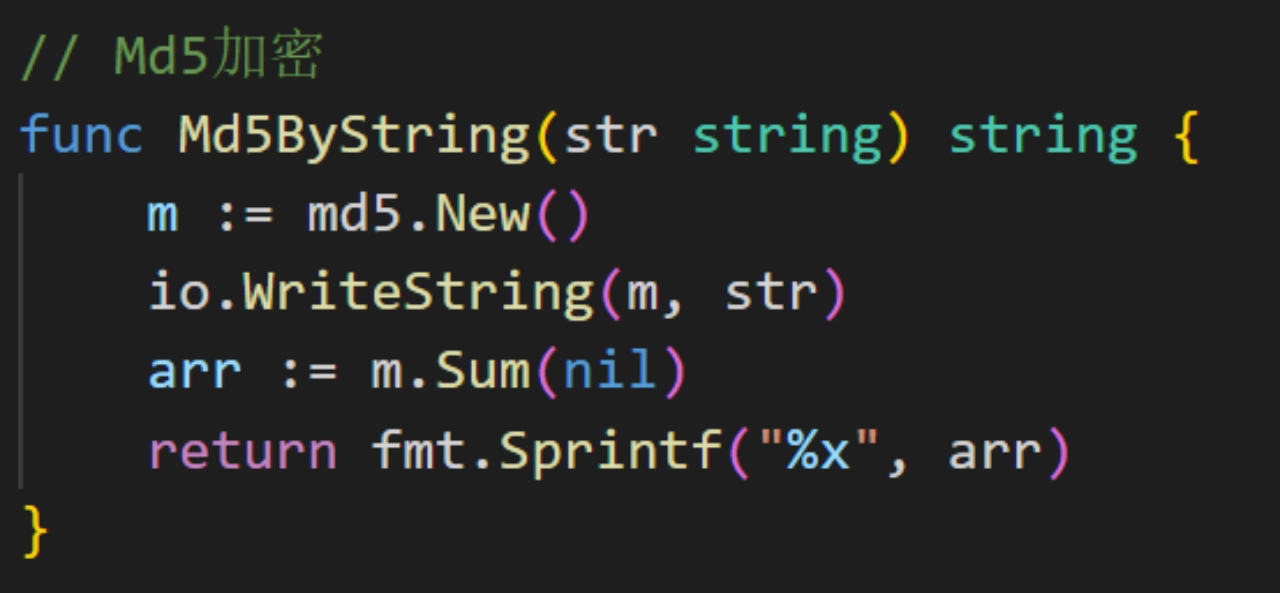 // Md5加密
func Md5ByString(str string) string {
    m := md5.New()
    io.WriteString(m, str)
    arr := m.Sum(nil)
    return fmt.Sprintf("%x", arr)
}